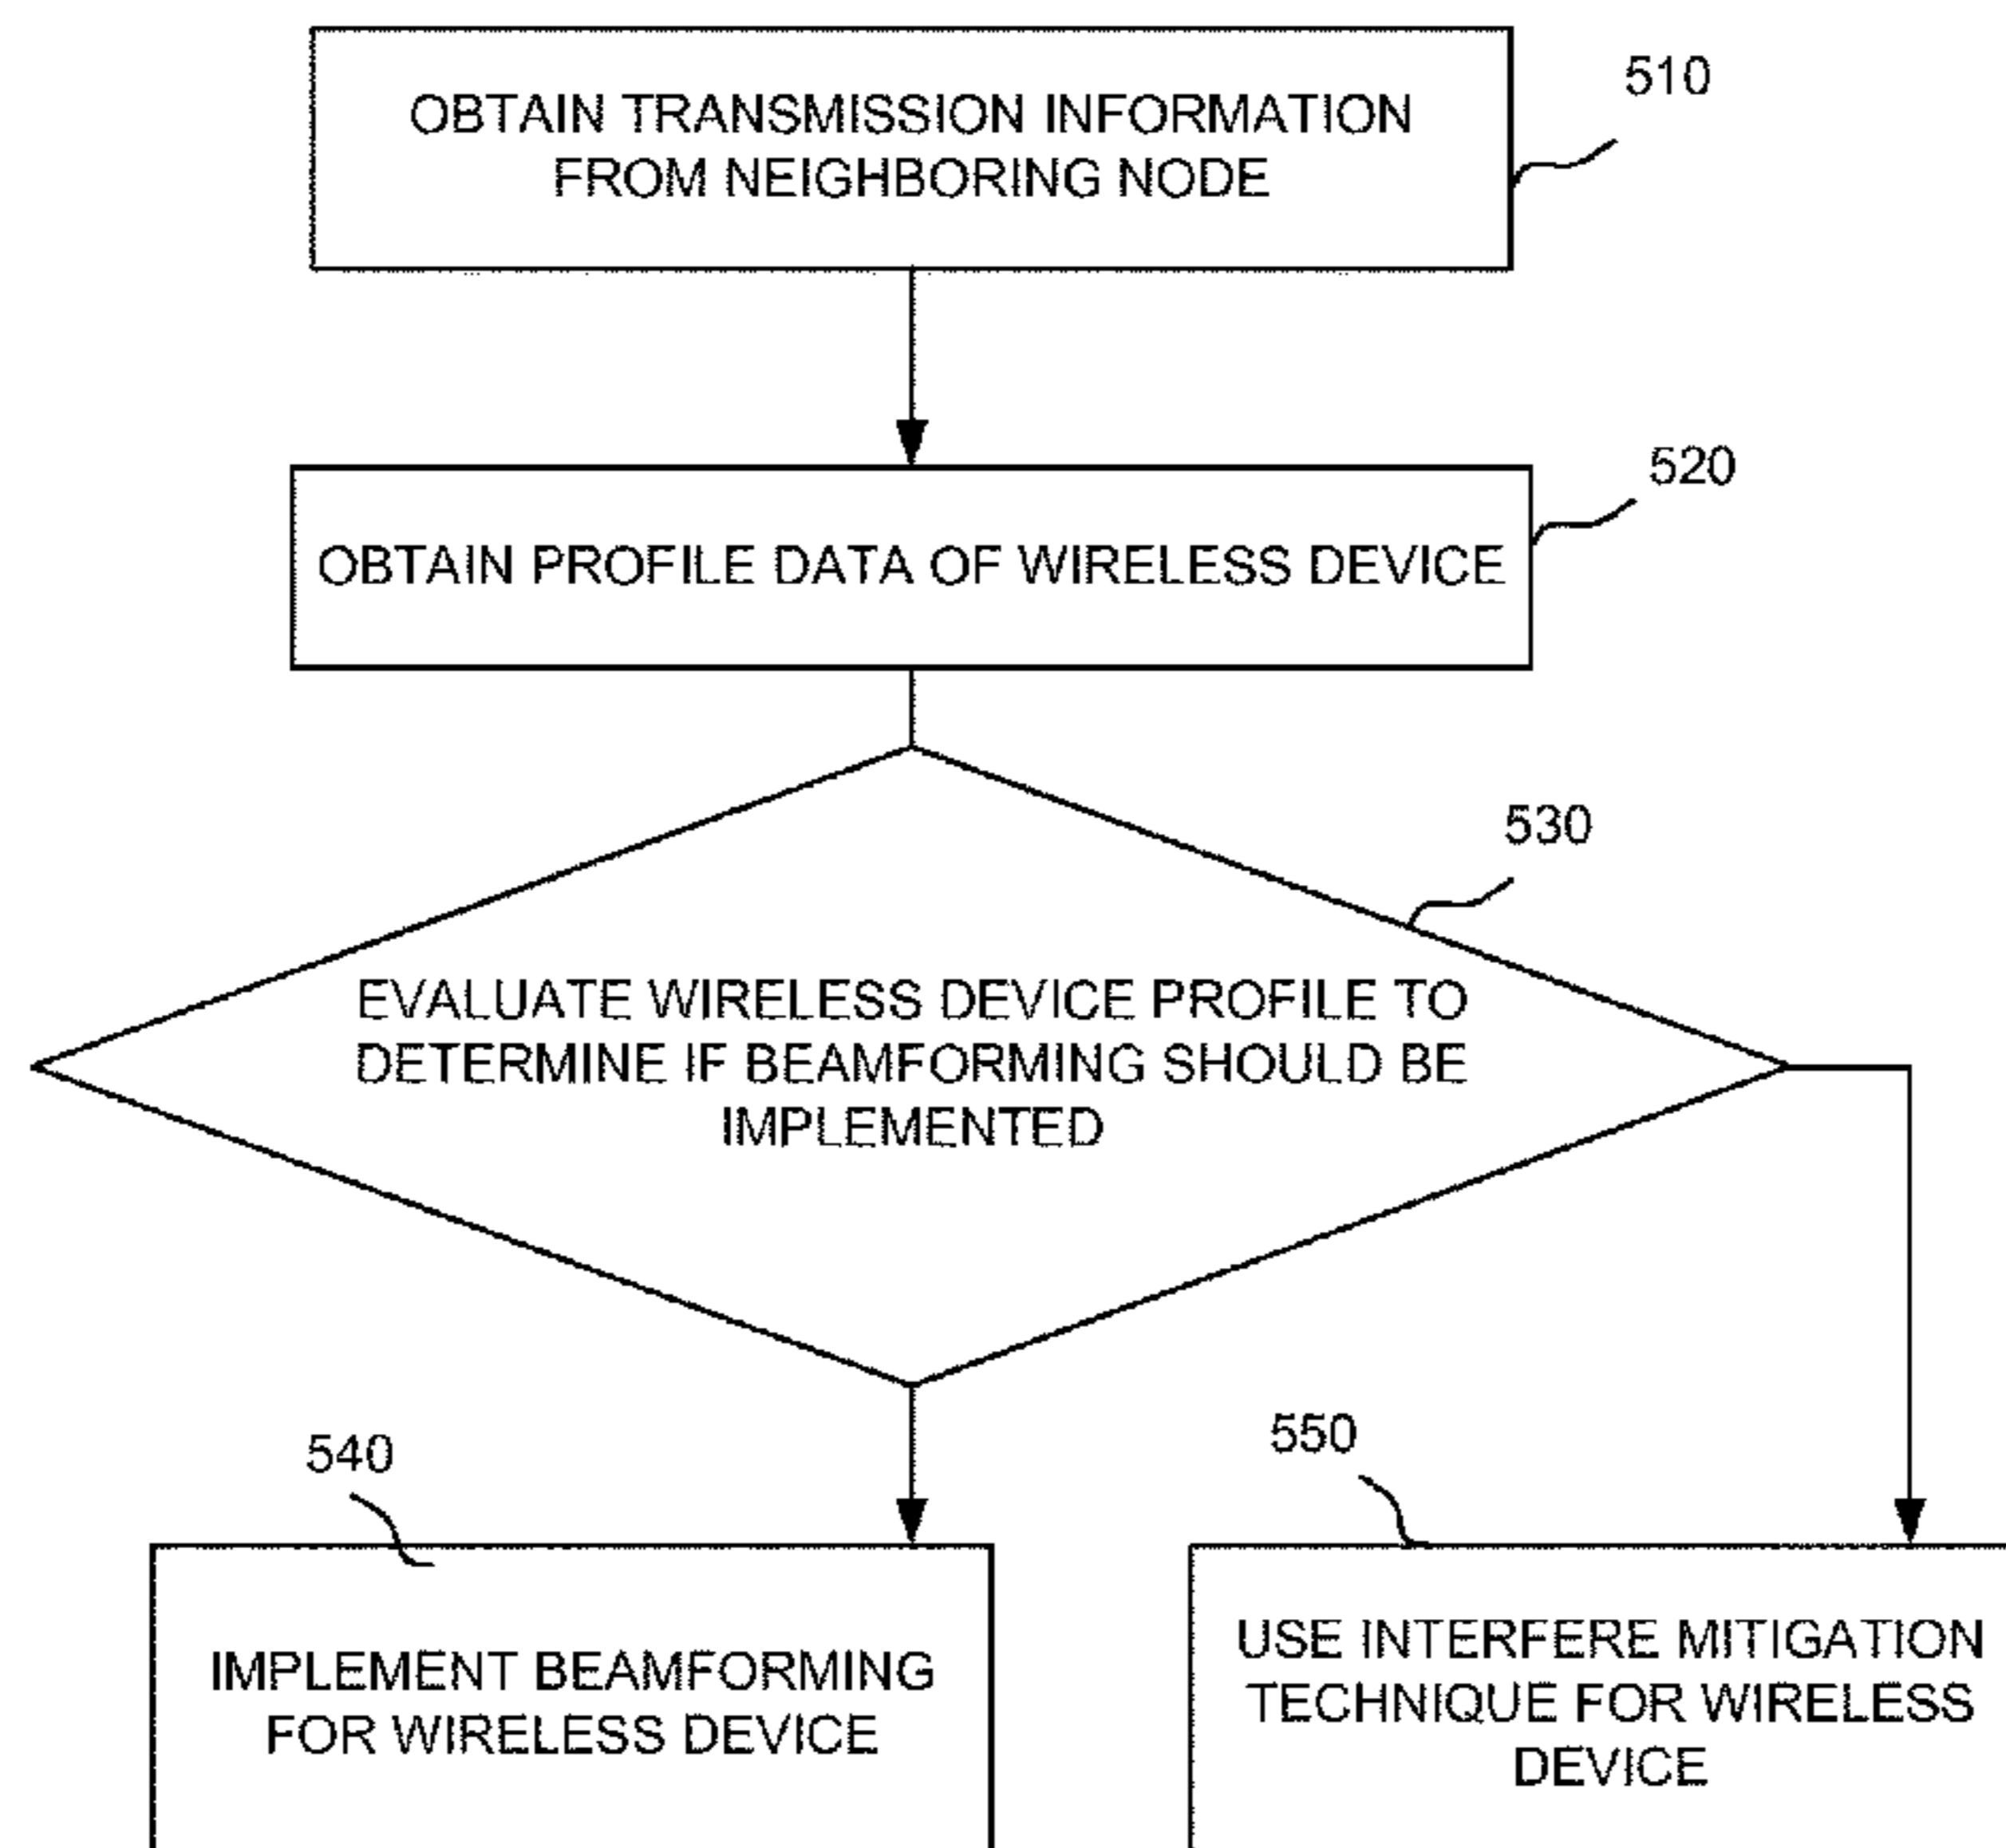 OBTAIN TRANSMISSION INFORMATION
FROM NEIGHBORING NODE
510
OBTAIN PROFILE DATA OF WIRELESS DEVICE
520
530
EVALUATE WIRELESS DEVICE PROFILE TO
DETERMINE IF BEAMFORMING SHOULD BE
IMPLEMENTED
540
IMPLEMENT BEAMFORMING
FOR WIRELESS DEVICE
550
USE INTERFERE MITIGATION
TECHNIQUE FOR WIRELESS
DEVICE